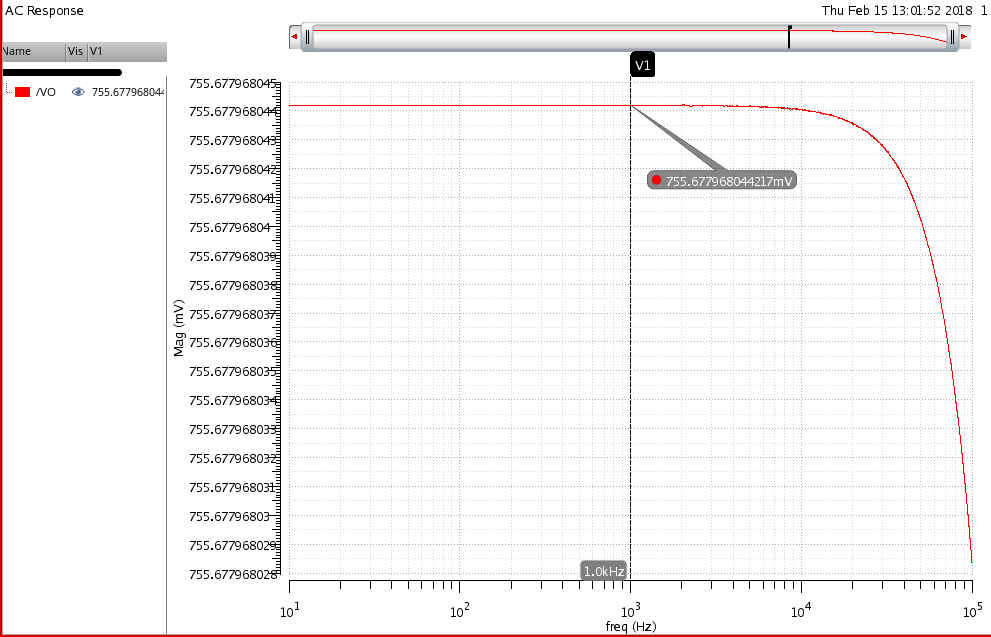 AC Response
Thu Feb 15 13:01:52 2018 1
Name Vis V1
/VO 755.677968044
V1
755.677968045
755.677968044
755.677968043
755.677968042
755.677968041
755.67796804
755.677968039
755.677968038
755.677968037
755.677968036
755.677968035
755.677968034
755.677968033
755.677968032
755.677968031
755.67796803
755.677968029
755.677968028
Mag (mV)
755.677968044217mV
1.0kHz
10¹ 10² 10³ 10⁴ 10⁵
freq (Hz)